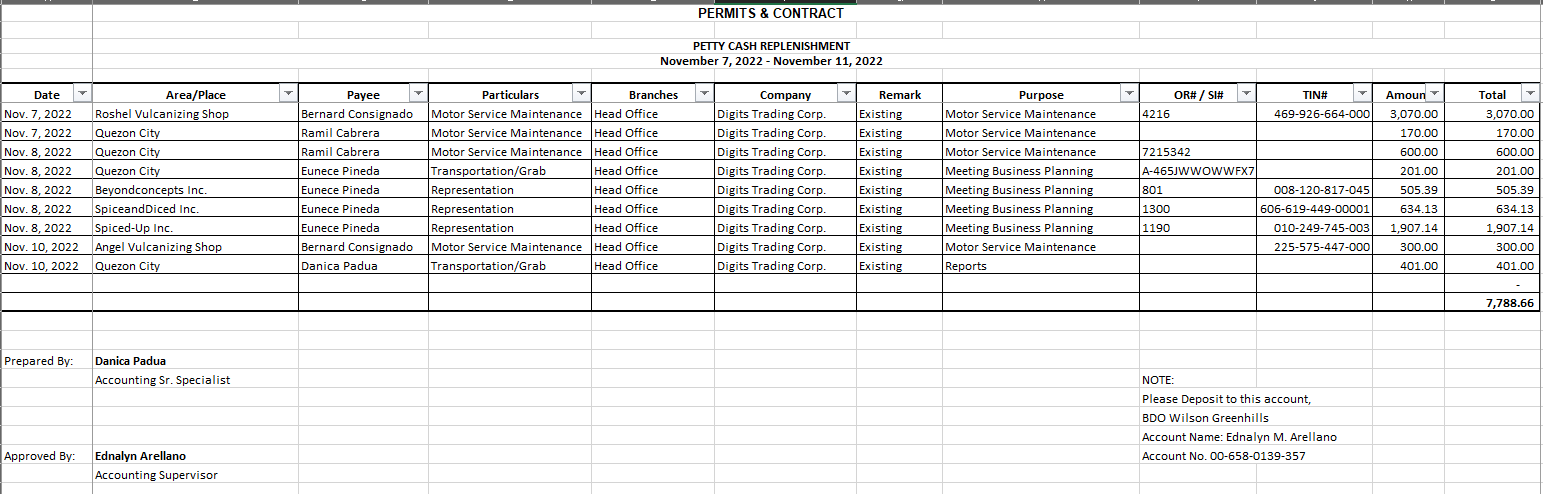 PERMITS & CONTRACT
PETTY CASH REPLENISHMENT
November 7, 2022 - November 11, 2022
Date Area/Place Payee Particulars Branches Company Remark Purpose OR# / SI# TIN# Amoun Total
Nov. 7, 2022 Roshel Vulcanizing Shop Bernard Consignado Motor Service Maintenance Head Office Digits Trading Corp. Existing Motor Service Maintenance 4216 469-926-664-000 3,070.00 3,070.00
Nov. 7, 2022 Quezon City Ramil Cabrera Motor Service Maintenance Head Office Digits Trading Corp. Existing Motor Service Maintenance 170.00 170.00
Nov. 8, 2022 Quezon City Ramil Cabrera Motor Service Maintenance Head Office Digits Trading Corp. Existing Motor Service Maintenance 7215342 600.00 600.00
Nov. 8, 2022 Quezon City Eunece Pineda Transportation/Grab Head Office Digits Trading Corp. Existing Meeting Business Planning A-465JWWOWWFX7 201.00 201.00
Nov. 8, 2022 Beyondconcepts Inc. Eunece Pineda Representation Head Office Digits Trading Corp. Existing Meeting Business Planning 801 008-120-817-045 505.39 505.39
Nov. 8, 2022 SpiceandDiced Inc. Eunece Pineda Representation Head Office Digits Trading Corp. Existing Meeting Business Planning 1300 606-619-449-00001 634.13 634.13
Nov. 8, 2022 Spiced-Up Inc. Eunece Pineda Representation Head Office Digits Trading Corp. Existing Meeting Business Planning 1190 010-249-745-003 1,907.14 1,907.14
Nov. 10, 2022 Angel Vulcanizing Shop Bernard Consignado Motor Service Maintenance Head Office Digits Trading Corp. Existing Motor Service Maintenance 225-575-447-000 300.00 300.00
Nov. 10, 2022 Quezon City Danica Padua Transportation/Grab Head Office Digits Trading Corp. Existing Reports 401.00 401.00
-
7,788.66
Prepared By: Danica Padua
Accounting Sr. Specialist NOTE:
Please Deposit to this account,
BDO Wilson Greenhills
Account Name: Ednalyn M. Arellano
Approved By: Ednalyn Arellano Account No. 00-658-0139-357
Accounting Supervisor